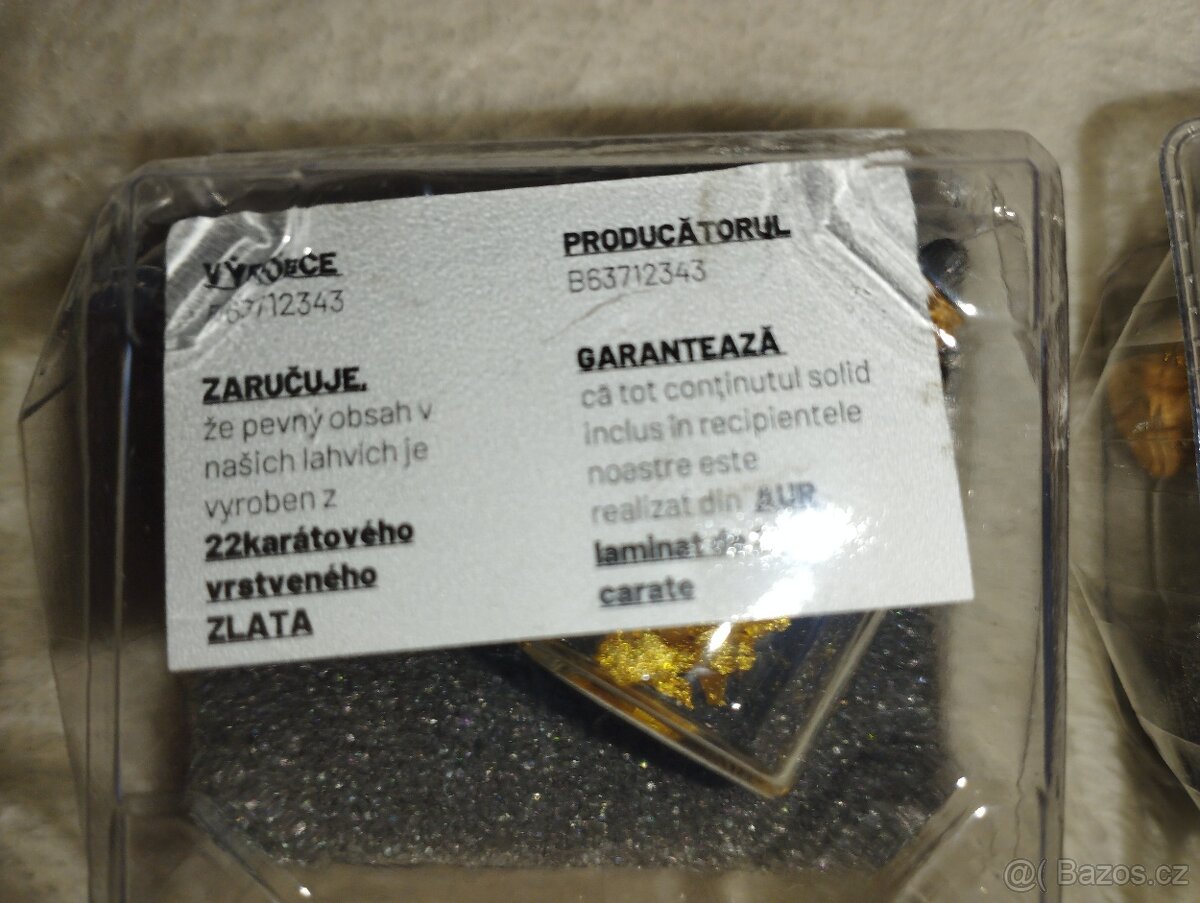 VÝROBCE
B63712343
ZARUČUJE,
že pevný obsah v
našich lahvích je
vyroben z
22karátového
vrstveného
ZLATA
PRODUCĂTORUL
B63712343
GARANTEAZĂ
că tot conținutul solid
inclus în recipientele
noastre este
realizat din AUR
laminat
carate
@( Bazos.cz